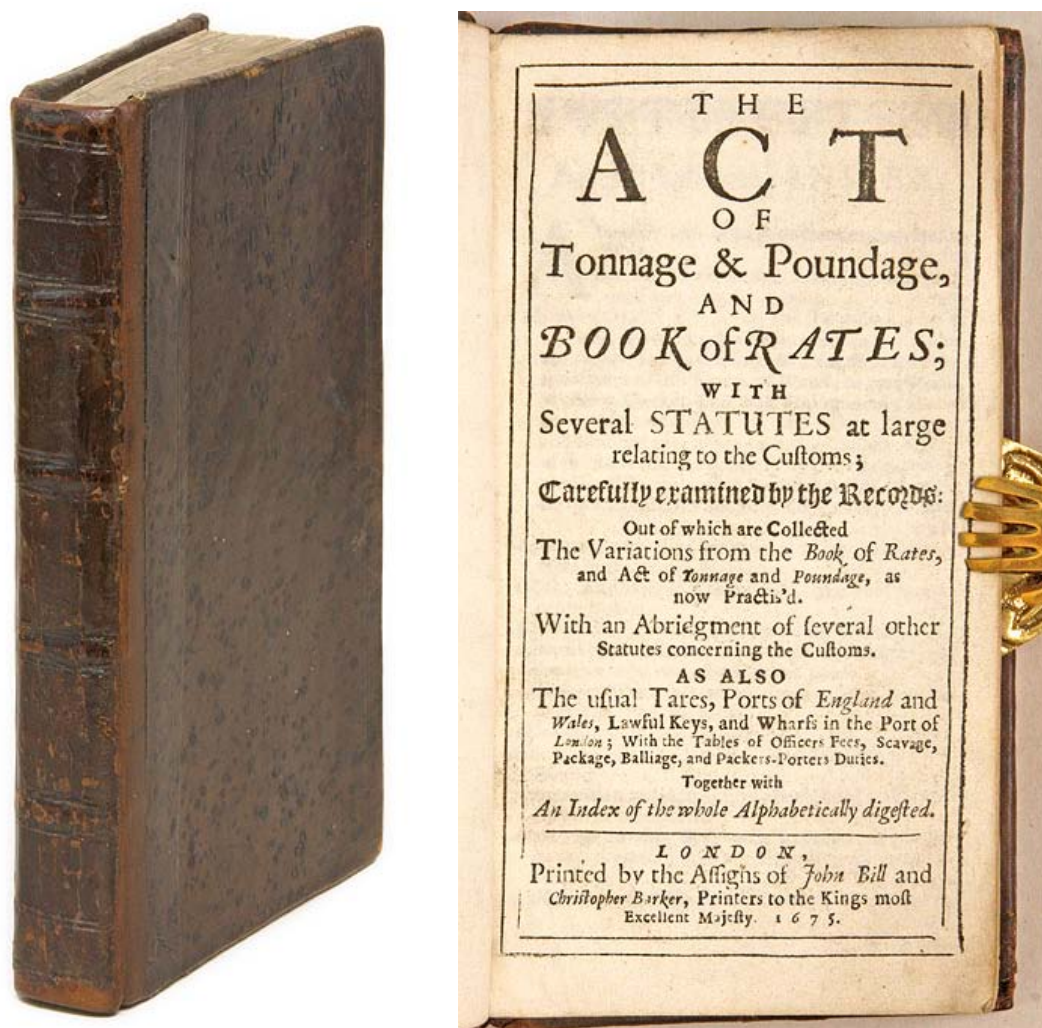 THE
ACT
OF
Tonnage & Poundage,
AND
BOOK of RATES;
WITH
Several STATUTES at large
relating to the Cuſtoms;
Carefully examined by the Records:
Out of which are Collected
The Variations from the Book of Rates,
and Act of Tonnage and Poundage, as
now Practis'd.
With an Abridgment of ſeveral other
Statutes concerning the Cuſtoms.
AS ALSO
The uſual Tares, Ports of England and
Wales, Lawful Keys, and Wharfs in the Port of
London; With the Tables of Officers Fees, Scavage,
Package, Balliage, and Packers-Porters Duties.
Together with
An Index of the whole Alphabetically digeſted.
LONDON,
Printed by the Aſſigns of John Bill and
Chriſtopher Barker, Printers to the Kings moſt
Excellent Majeſty. 1675.